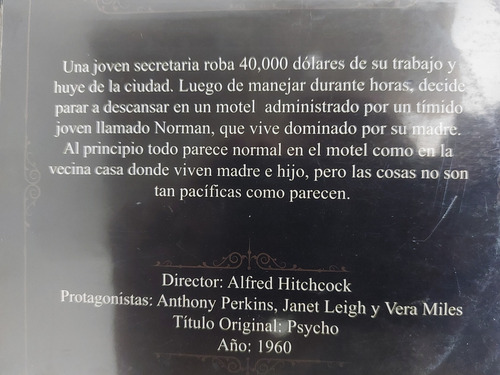 Una joven secretaria roba 40,000 dólares de su trabajo y
huye de la ciudad. Luego de manejar durante horas, decide
parar a descansar en un motel administrado por un tímido
joven llamado Norman, que vive dominado por su madre.
Al principio todo parece normal en el motel como en la
vecina casa donde viven madre e hijo, pero las cosas no son
tan pacíficas como parecen.
Director: Alfred Hitchcock
Protagonistas: Anthony Perkins, Janet Leigh y Vera Miles
Título Original: Psycho
Año: 1960